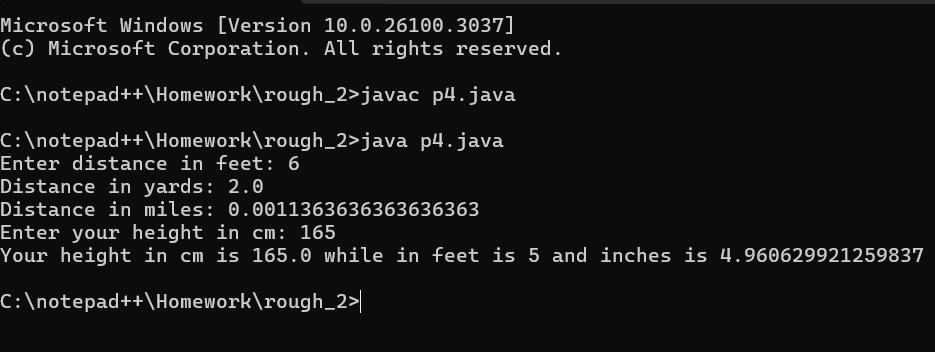 Microsoft Windows [Version 10.0.26100.3037]
(c) Microsoft Corporation. All rights reserved.
C:\notepad++\Homework\rough_2>javac p4.java
C:\notepad++\Homework\rough_2>java p4.java
Enter distance in feet: 6
Distance in yards: 2.0
Distance in miles: 0.0011363636363636363
Enter your height in cm: 165
Your height in cm is 165.0 while in feet is 5 and inches is 4.960629921259837
C:\notepad++\Homework\rough_2>